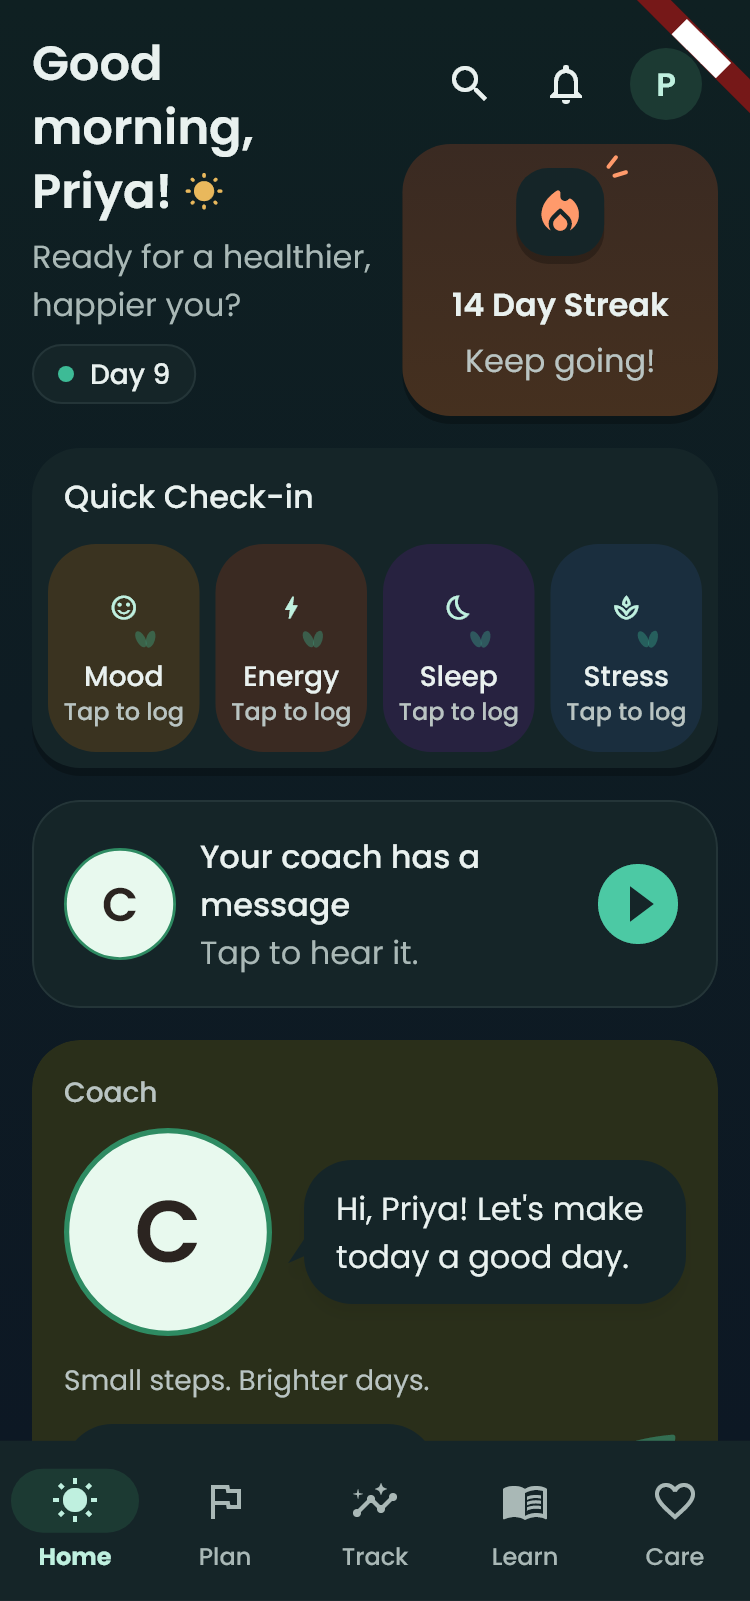 Good
morning,
Priya!
Ready for a healthier,
happier you?
Day 9
P
14 Day Streak
Keep going!
Quick Check-in
Mood
Tap to log
Energy
Tap to log
Sleep
Tap to log
Stress
Tap to log
C
Your coach has a
message
Tap to hear it.
Coach
C
Hi, Priya! Let's make
today a good day.
Small steps. Brighter days.
Home
Plan
Track
Learn
Care